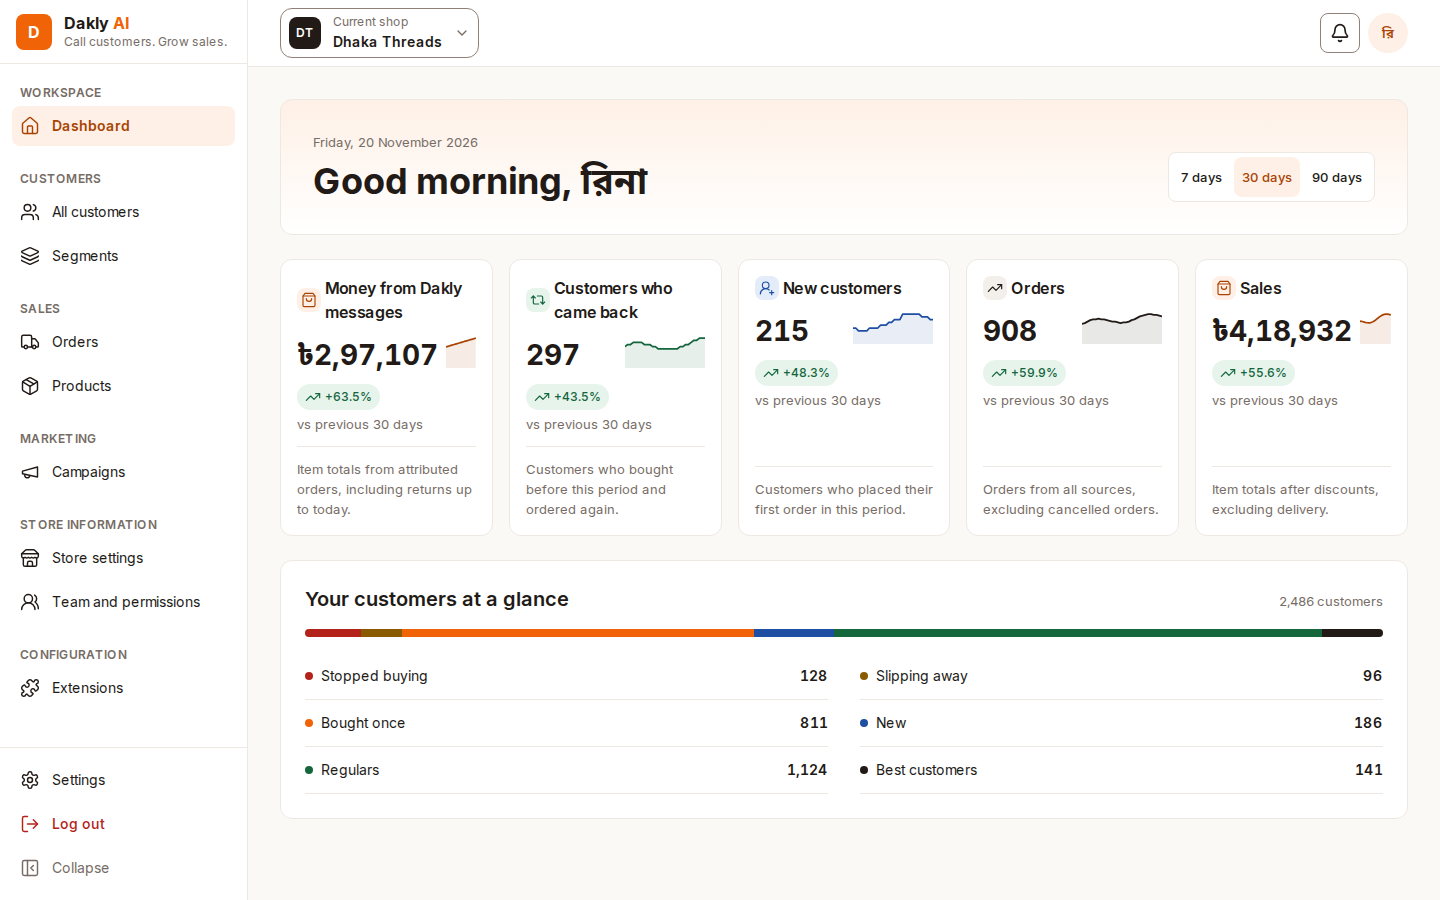 D
Dakly AI
Call customers. Grow sales.
WORKSPACE
Dashboard
CUSTOMERS
All customers
Segments
SALES
Orders
Products
MARKETING
Campaigns
STORE INFORMATION
Store settings
Team and permissions
CONFIGURATION
Extensions
Settings
Log out
Collapse
DT
Current shop
Dhaka Threads
রি
Friday, 20 November 2026
Good morning, রিনা
7 days
30 days
90 days
Money from Dakly
messages
৳2,97,107
+63.5%
vs previous 30 days
Item totals from attributed
orders, including returns up
to today.
Customers who
came back
297
+43.5%
vs previous 30 days
Customers who bought
before this period and
ordered again.
New customers
215
+48.3%
vs previous 30 days
Customers who placed their
first order in this period.
Orders
908
+59.9%
vs previous 30 days
Orders from all sources,
excluding cancelled orders.
Sales
৳4,18,932
+55.6%
vs previous 30 days
Item totals after discounts,
excluding delivery.
Your customers at a glance
2,486 customers
Stopped buying 128
Slipping away 96
Bought once 811
New 186
Regulars 1,124
Best customers 141